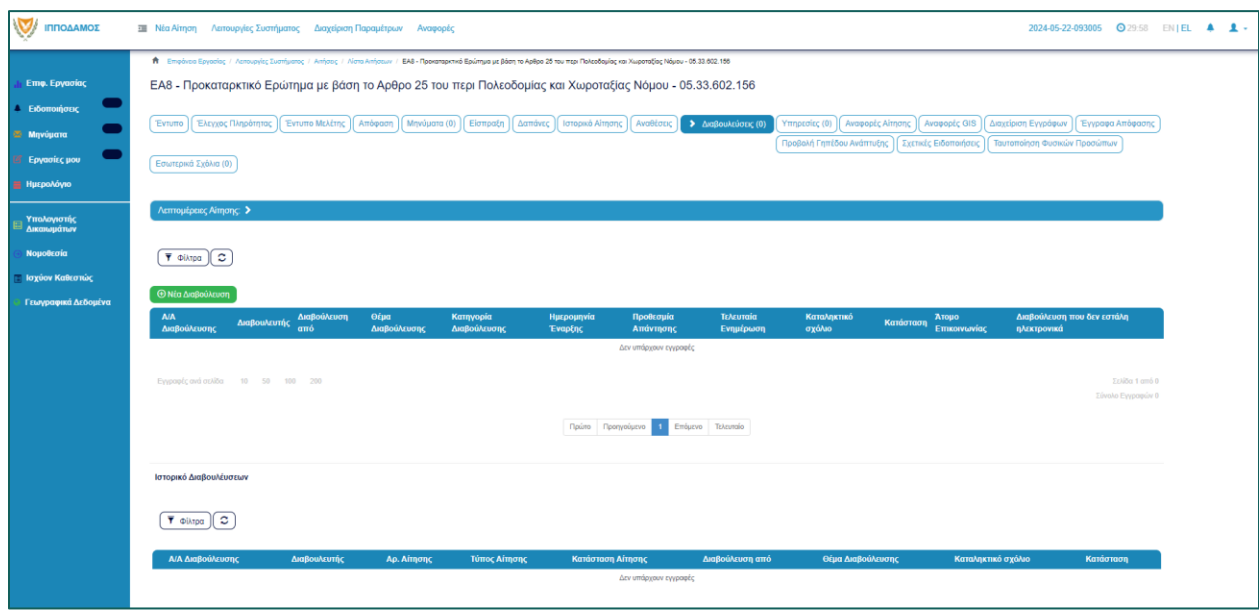 ΙΠΠΟΔΑΜΟΣ
Νέα Αίτηση Λειτουργίες Συστήματος Διαχείριση Παραμέτρων Αναφορές
2024-05-22-093005 29:58 EN | EL
Επιφάνεια Εργασίας / Λειτουργίες Συστήματος / Αιτήσεις / Λίστα Αιτήσεων / ΕΑ8 - Προκαταρκτικό Ερώτημα με βάση το Αρθρο 25 του περι Πολεοδομίας και Χωροταξίας Νόμου - 05.33.602.156
ΕΑ8 - Προκαταρκτικό Ερώτημα με βάση το Αρθρο 25 του περι Πολεοδομίας και Χωροταξίας Νόμου - 05.33.602.156
Επιφ. Εργασίας
Ειδοποιήσεις
Μηνύματα
Εργασίες μου
Ημερολόγιο
Υπολογιστής
Δικαιωμάτων
Νομοθεσία
Ισχύον Καθεστώς
Γεωγραφικά Δεδομένα
Έντυπο Έλεγχος Πληρότητας Έντυπο Μελέτης Απόφαση Μηνύματα (0) Είσπραξη Δαπάνες Ιστορικό Αίτησης Αναθέσεις Διαβουλεύσεις (0) Υπηρεσίες (0) Αναφορές Αίτησης Αναφορές GIS Διαχείριση Εγγράφων Έγγραφα Απόφασης
Προβολή Γηπέδου Ανάπτυξης Σχετικές Ειδοποιήσεις Ταυτοποίηση Φυσικών Προσώπων
Εσωτερικά Σχόλια (0)
Λεπτομέρειες Αίτησης:
Φίλτρα
Νέα Διαβούλευση
Α/Α Διαβούλευσης Διαβουλευτής Διαβούλευση από Θέμα Διαβούλευσης Κατηγορία Διαβούλευσης Ημερομηνία Έναρξης Προθεσμία Απάντησης Τελευταία Ενημέρωση Καταληκτικό σχόλιο Κατάσταση Άτομο Επικοινωνίας Διαβούλευση που δεν εστάλη ηλεκτρονικά
Δεν υπάρχουν εγγραφές
Εγγραφές ανά σελίδα 10 50 100 200
Σελίδα 1 από 0
Σύνολο Εγγραφών 0
Πρώτο Προηγούμενο 1 Επόμενο Τελευταίο
Ιστορικό Διαβουλεύσεων
Φίλτρα
Α/Α Διαβούλευσης Διαβουλευτής Αρ. Αίτησης Τύπος Αίτησης Κατάσταση Αίτησης Διαβούλευση από Θέμα Διαβούλευσης Καταληκτικό σχόλιο Κατάσταση
Δεν υπάρχουν εγγραφές